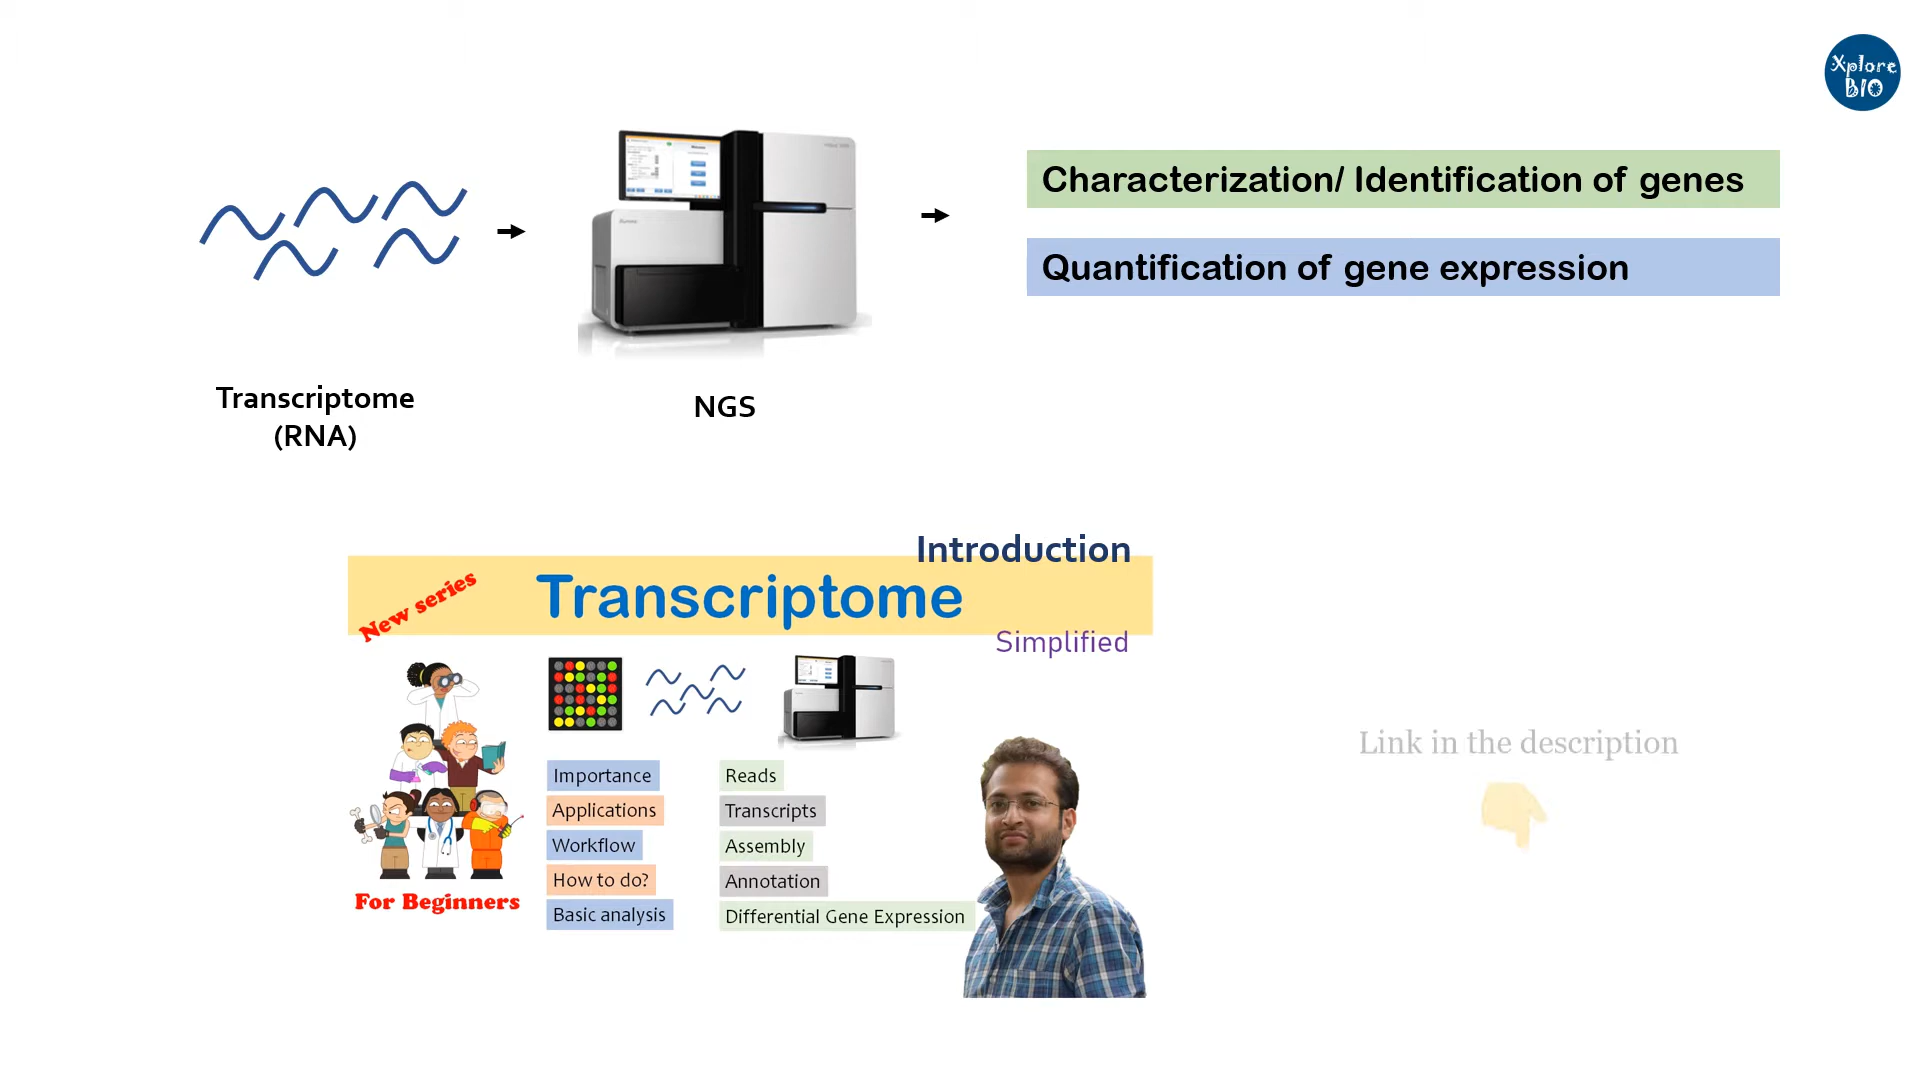 Xplore
BIO
Characterization/ Identification of genes
Quantification of gene expression
Transcriptome
(RNA)
NGS
Introduction
New series
Transcriptome
Simplified
Importance
Applications
Workflow
How to do?
Basic analysis
Reads
Transcripts
Assembly
Annotation
Differential Gene Expression
For Beginners
Link in the description